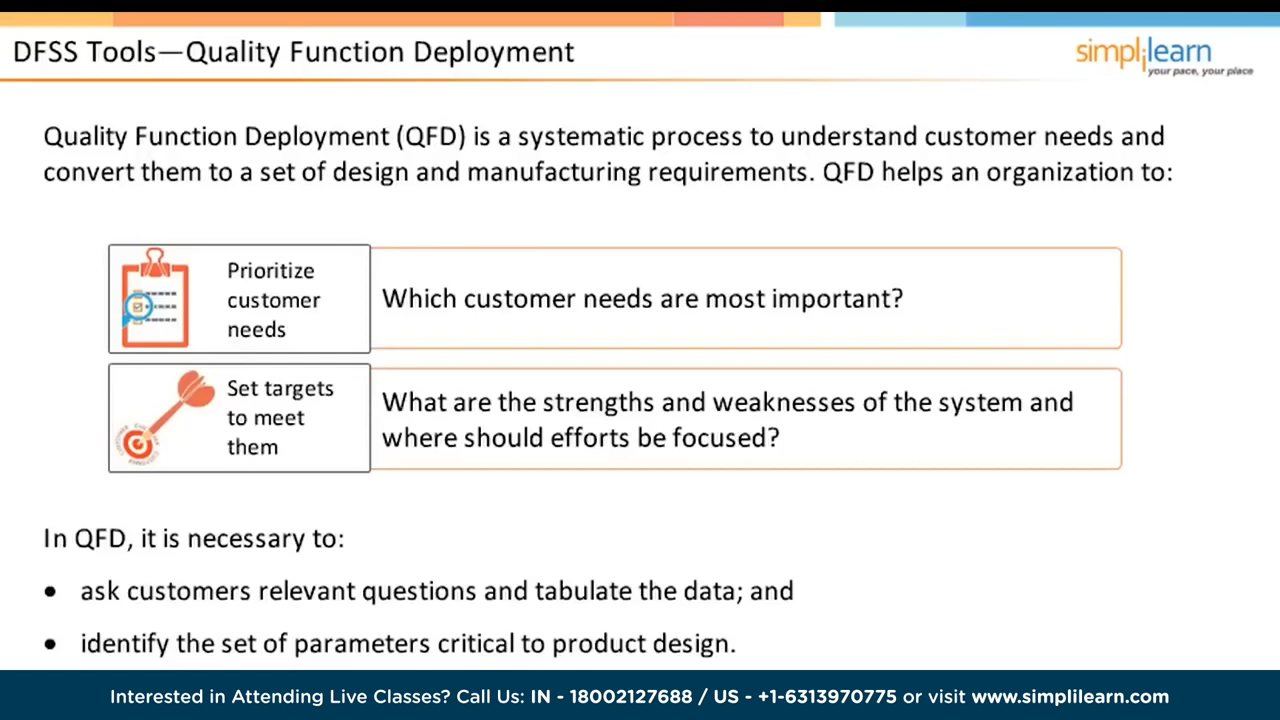 DFSS Tools—Quality Function Deployment
simplilearn
your pace, your place
Quality Function Deployment (QFD) is a systematic process to understand customer needs and
convert them to a set of design and manufacturing requirements. QFD helps an organization to:
Prioritize
customer
needs
Which customer needs are most important?
Set targets
to meet
them
What are the strengths and weaknesses of the system and
where should efforts be focused?
In QFD, it is necessary to:
• ask customers relevant questions and tabulate the data; and
• identify the set of parameters critical to product design.
Interested in Attending Live Classes? Call Us: IN - 18002127688 / US - +1-6313970775 or visit www.simplilearn.com